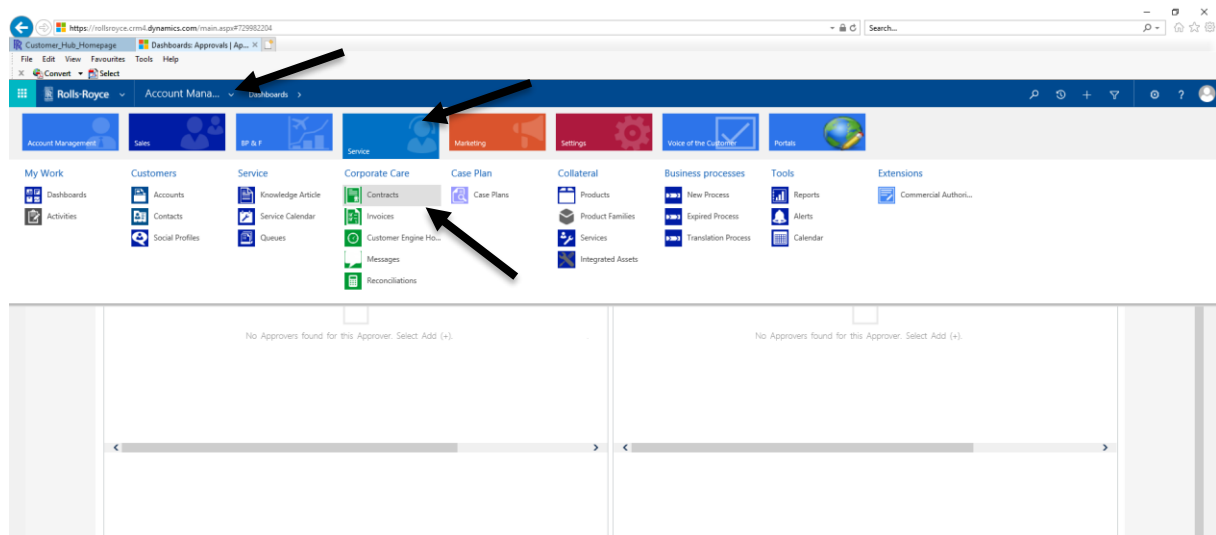 https://rollsroyce.crm4.dynamics.com/main.aspx#729982204
Search...
Customer_Hub_Homepage
Dashboards: Approvals | Ap...
File Edit View Favourites Tools Help
Convert Select
Rolls-Royce Account Mana... Dashboards
Account Management
Sales
BP & F
Service
Marketing
Settings
Voice of the Customer
Portals
My Work Customers Service Corporate Care Case Plan Collateral Business processes Tools Extensions
Dashboards Accounts Knowledge Article Contracts Case Plans Products New Process Reports Commercial Authori...
Activities Contacts Service Calendar Invoices Product Families Expired Process Alerts
Social Profiles Queues Customer Engine Ho... Services Translation Process Calendar
Messages Integrated Assets
Reconciliations
No Approvers found for this Approver. Select Add (+). No Approvers found for this Approver. Select Add (+).